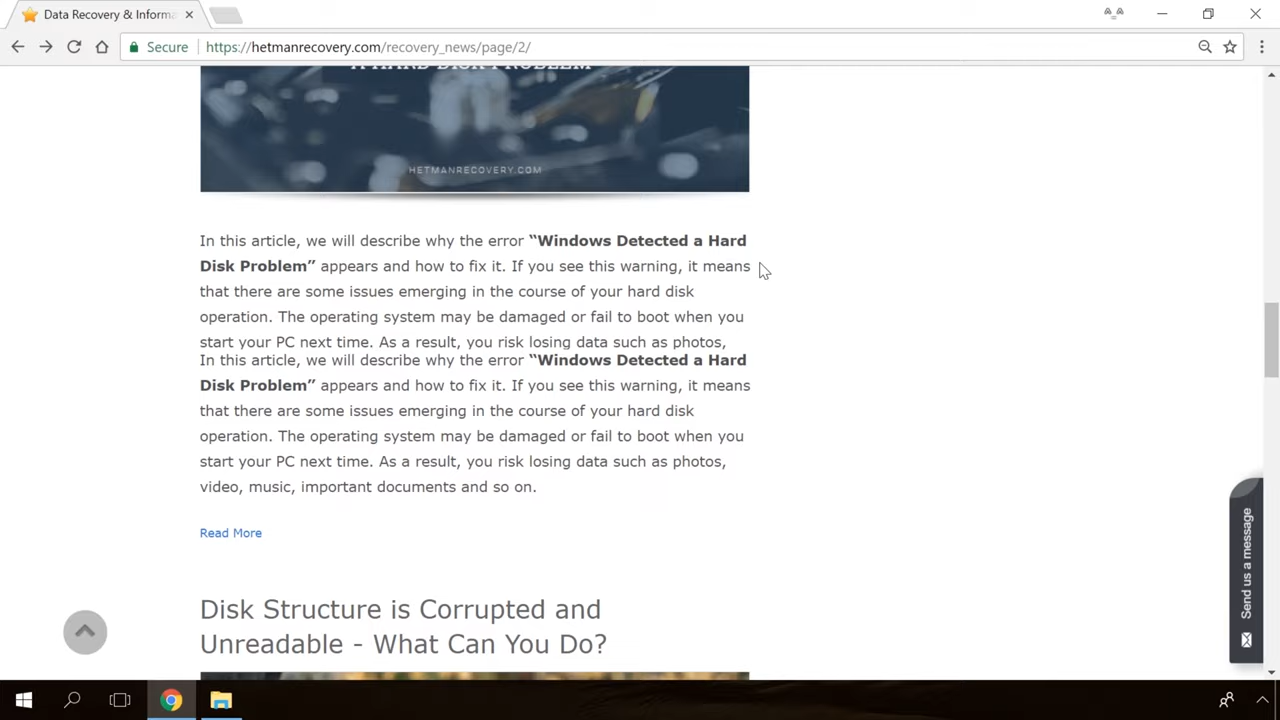 Data Recovery & Informa
Secure
https://hetmanrecovery.com/recovery_news/page/2/
A HARD DISK PROBLEM
HETMANRECOVERY.COM
In this article, we will describe why the error “Windows Detected a Hard
Disk Problem” appears and how to fix it. If you see this warning, it means
that there are some issues emerging in the course of your hard disk
operation. The operating system may be damaged or fail to boot when you
start your PC next time. As a result, you risk losing data such as photos,
In this article, we will describe why the error “Windows Detected a Hard
Disk Problem” appears and how to fix it. If you see this warning, it means
that there are some issues emerging in the course of your hard disk
operation. The operating system may be damaged or fail to boot when you
start your PC next time. As a result, you risk losing data such as photos,
video, music, important documents and so on.
Read More
Send us a message
Disk Structure is Corrupted and
Unreadable - What Can You Do?